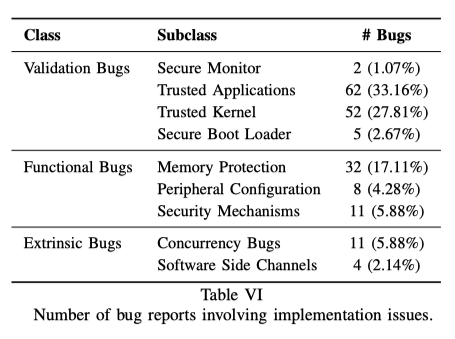 Class Subclass # Bugs
Validation Bugs Secure Monitor 2 (1.07%)
Trusted Applications 62 (33.16%)
Trusted Kernel 52 (27.81%)
Secure Boot Loader 5 (2.67%)
Functional Bugs Memory Protection 32 (17.11%)
Peripheral Configuration 8 (4.28%)
Security Mechanisms 11 (5.88%)
Extrinsic Bugs Concurrency Bugs 11 (5.88%)
Software Side Channels 4 (2.14%)
Table VI
Number of bug reports involving implementation issues.